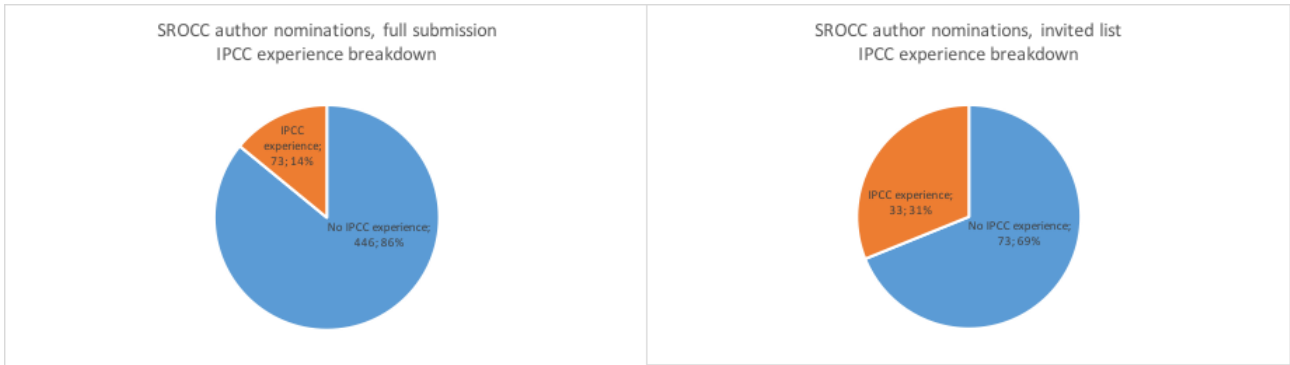 SROCC author nominations, full submission
IPCC experience breakdown
IPCC
experience;
73; 14%
No IPCC experience;
446; 86%
SROCC author nominations, invited list
IPCC experience breakdown
IPCC experience;
33; 31%
No IPCC experience;
73; 69%